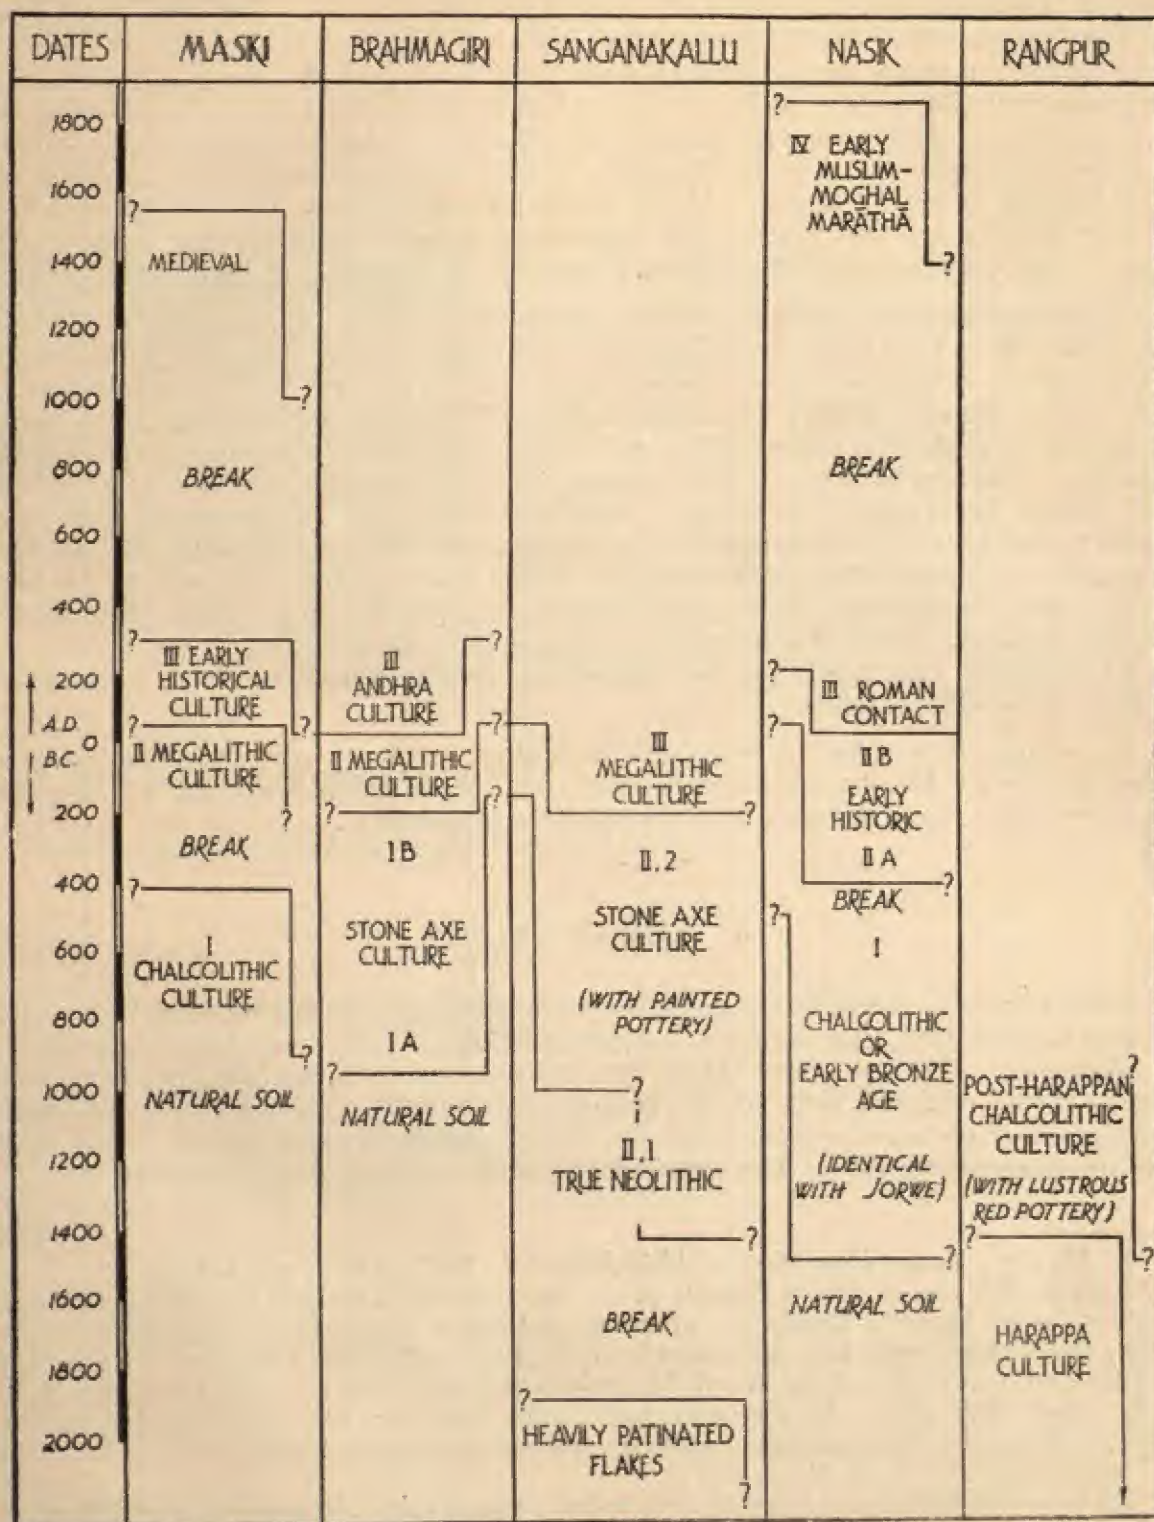 DATES
MASKI
BRAHMAGIRI
SANGANAKALLU
NASIK
RANGPUR
1800
1600
1400
1200
1000
800
600
400
200
A.D.
0
B.C.
200
400
600
800
1000
1200
1400
1600
1800
2000
?
MEDIEVAL
?
BREAK
?
III EARLY
HISTORICAL
CULTURE
?
?
II MEGALITHIC
CULTURE
?
BREAK
?
I
CHALCOLITHIC
CULTURE
?
NATURAL SOIL
?
III
ANDHRA
CULTURE
?
II MEGALITHIC
CULTURE
?
?
I B
STONE AXE
CULTURE
I A
?
NATURAL SOIL
III
MEGALITHIC
CULTURE
?
II.2
STONE AXE
CULTURE
(WITH PAINTED
POTTERY)
?
II.1
TRUE NEOLITHIC
?
BREAK
?
HEAVILY PATINATED
FLAKES
?
?
IV EARLY
MUSLIM-
MOGHAL
MARĀTHĀ
?
BREAK
?
III ROMAN
CONTACT
?
II B
EARLY
HISTORIC
II A
?
BREAK
?
I
CHALCOLITHIC
OR
EARLY BRONZE
AGE
(IDENTICAL
WITH JORWE)
?
NATURAL SOIL
?
POST-HARAPPAN
CHALCOLITHIC
CULTURE
(WITH LUSTROUS
RED POTTERY)
?
?
HARAPPA
CULTURE